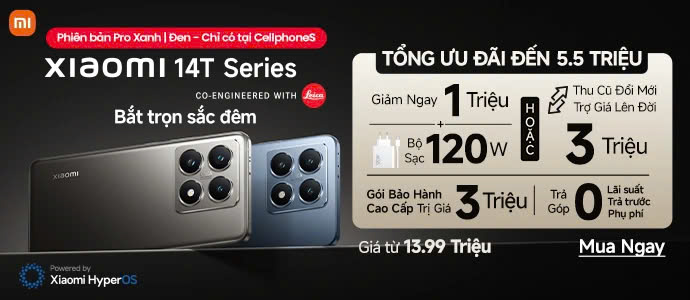 Phiên bản Pro Xanh | Đen - Chỉ có tại CellphoneS
xiaomi 14T Series
CO-ENGINEERED WITH Leica
Bắt trọn sắc đêm
xiaomi
Powered by
Xiaomi HyperOS
TỔNG ƯU ĐÃI ĐẾN 5.5 TRIỆU
Giảm Ngay 1 Triệu
+
Bộ Sạc 120W
HOẶC
Thu Cũ Đổi Mới
Trợ Giá Lên Đời
3 Triệu
Gói Bảo Hành
Cao Cấp Trị Giá 3 Triệu
Trả Góp 0 Lãi suất
Trả trước
Phụ phí
Giá từ 13.99 Triệu
Mua Ngay